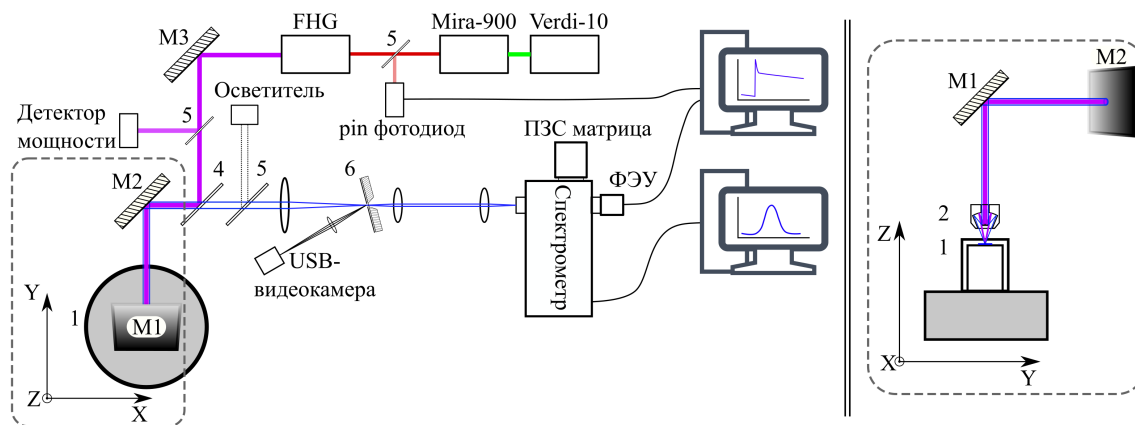 FHG
Mira-900
Verdi-10
M3
5
Осветитель
Детектор
мощности
5
pin фотодиод
ПЗС матрица
ФЭУ
Спектрометр
M2
4
5
6
USB-
видеокамера
Y
1
M1
Z
X
M1
M2
Z
2
1
X
Y